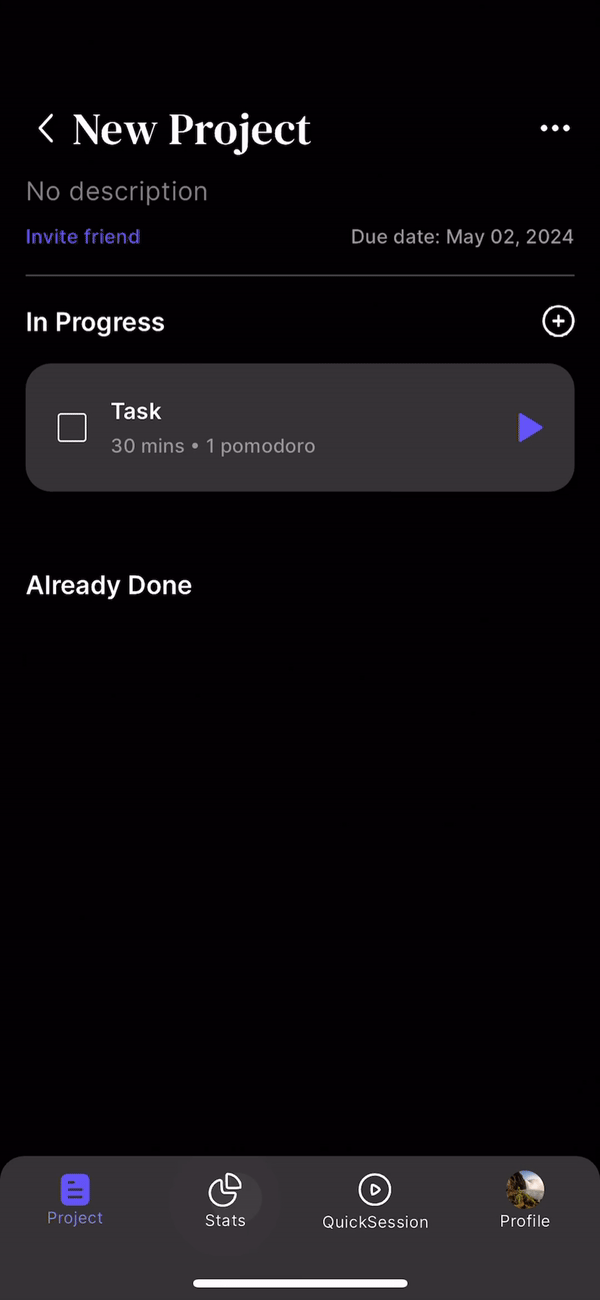 New Project
No description
Invite friend
Due date: May 02, 2024
In Progress
Task
30 mins • 1 pomodoro
Already Done
Project
Stats
QuickSession
Profile